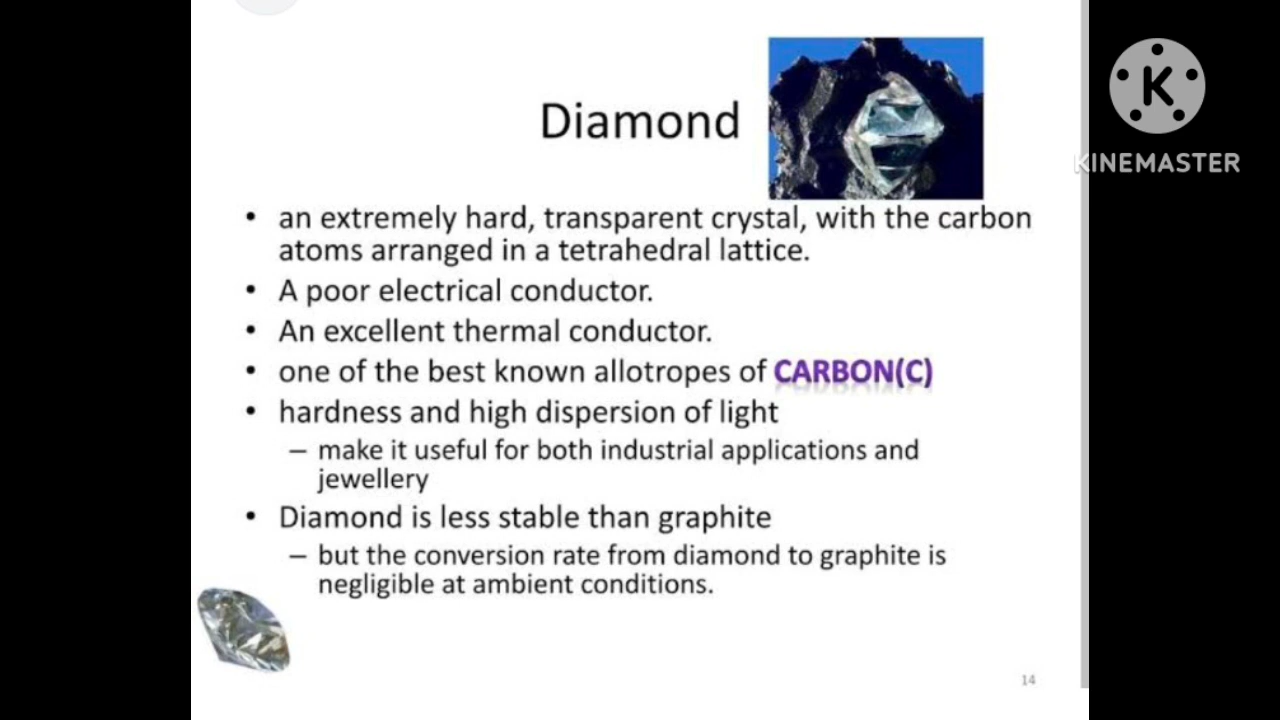 Diamond
K
KINEMASTER
• an extremely hard, transparent crystal, with the carbon
atoms arranged in a tetrahedral lattice.
• A poor electrical conductor.
• An excellent thermal conductor.
• one of the best known allotropes of CARBON(C)
• hardness and high dispersion of light
– make it useful for both industrial applications and
jewellery
• Diamond is less stable than graphite
– but the conversion rate from diamond to graphite is
negligible at ambient conditions.
14